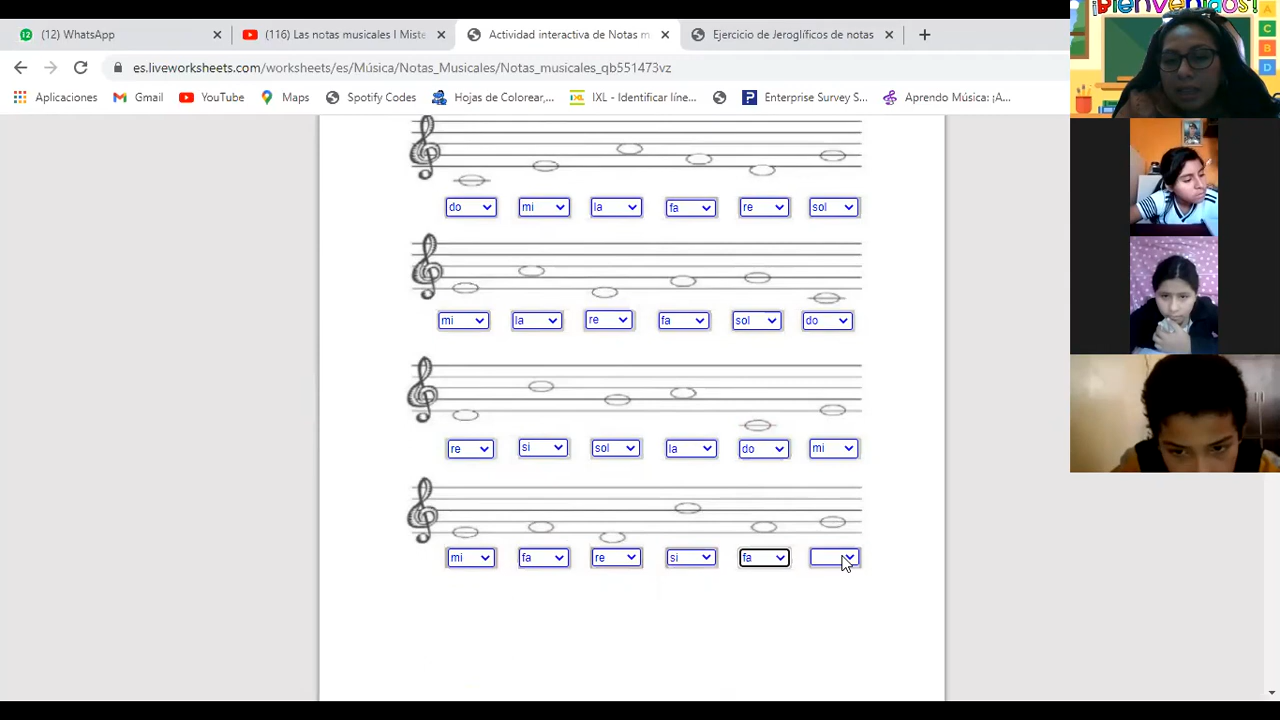 ¡Bienvenidos!
12 (12) WhatsApp
(116) Las notas musicales I Miste
Actividad interactiva de Notas m
Ejercicio de Jeroglíficos de notas
es.liveworksheets.com/worksheets/es/Música/Notas_Musicales/Notas_musicales_qb551473vz
Aplicaciones
Gmail
YouTube
Maps
Spotify Codes
Hojas de Colorear,...
IXL - Identificar líne...
Enterprise Survey S...
Aprendo Música: ¡A...
A
C
B
D
do mi la fa re sol
mi la re fa sol do
re si sol la do mi
mi fa re si fa